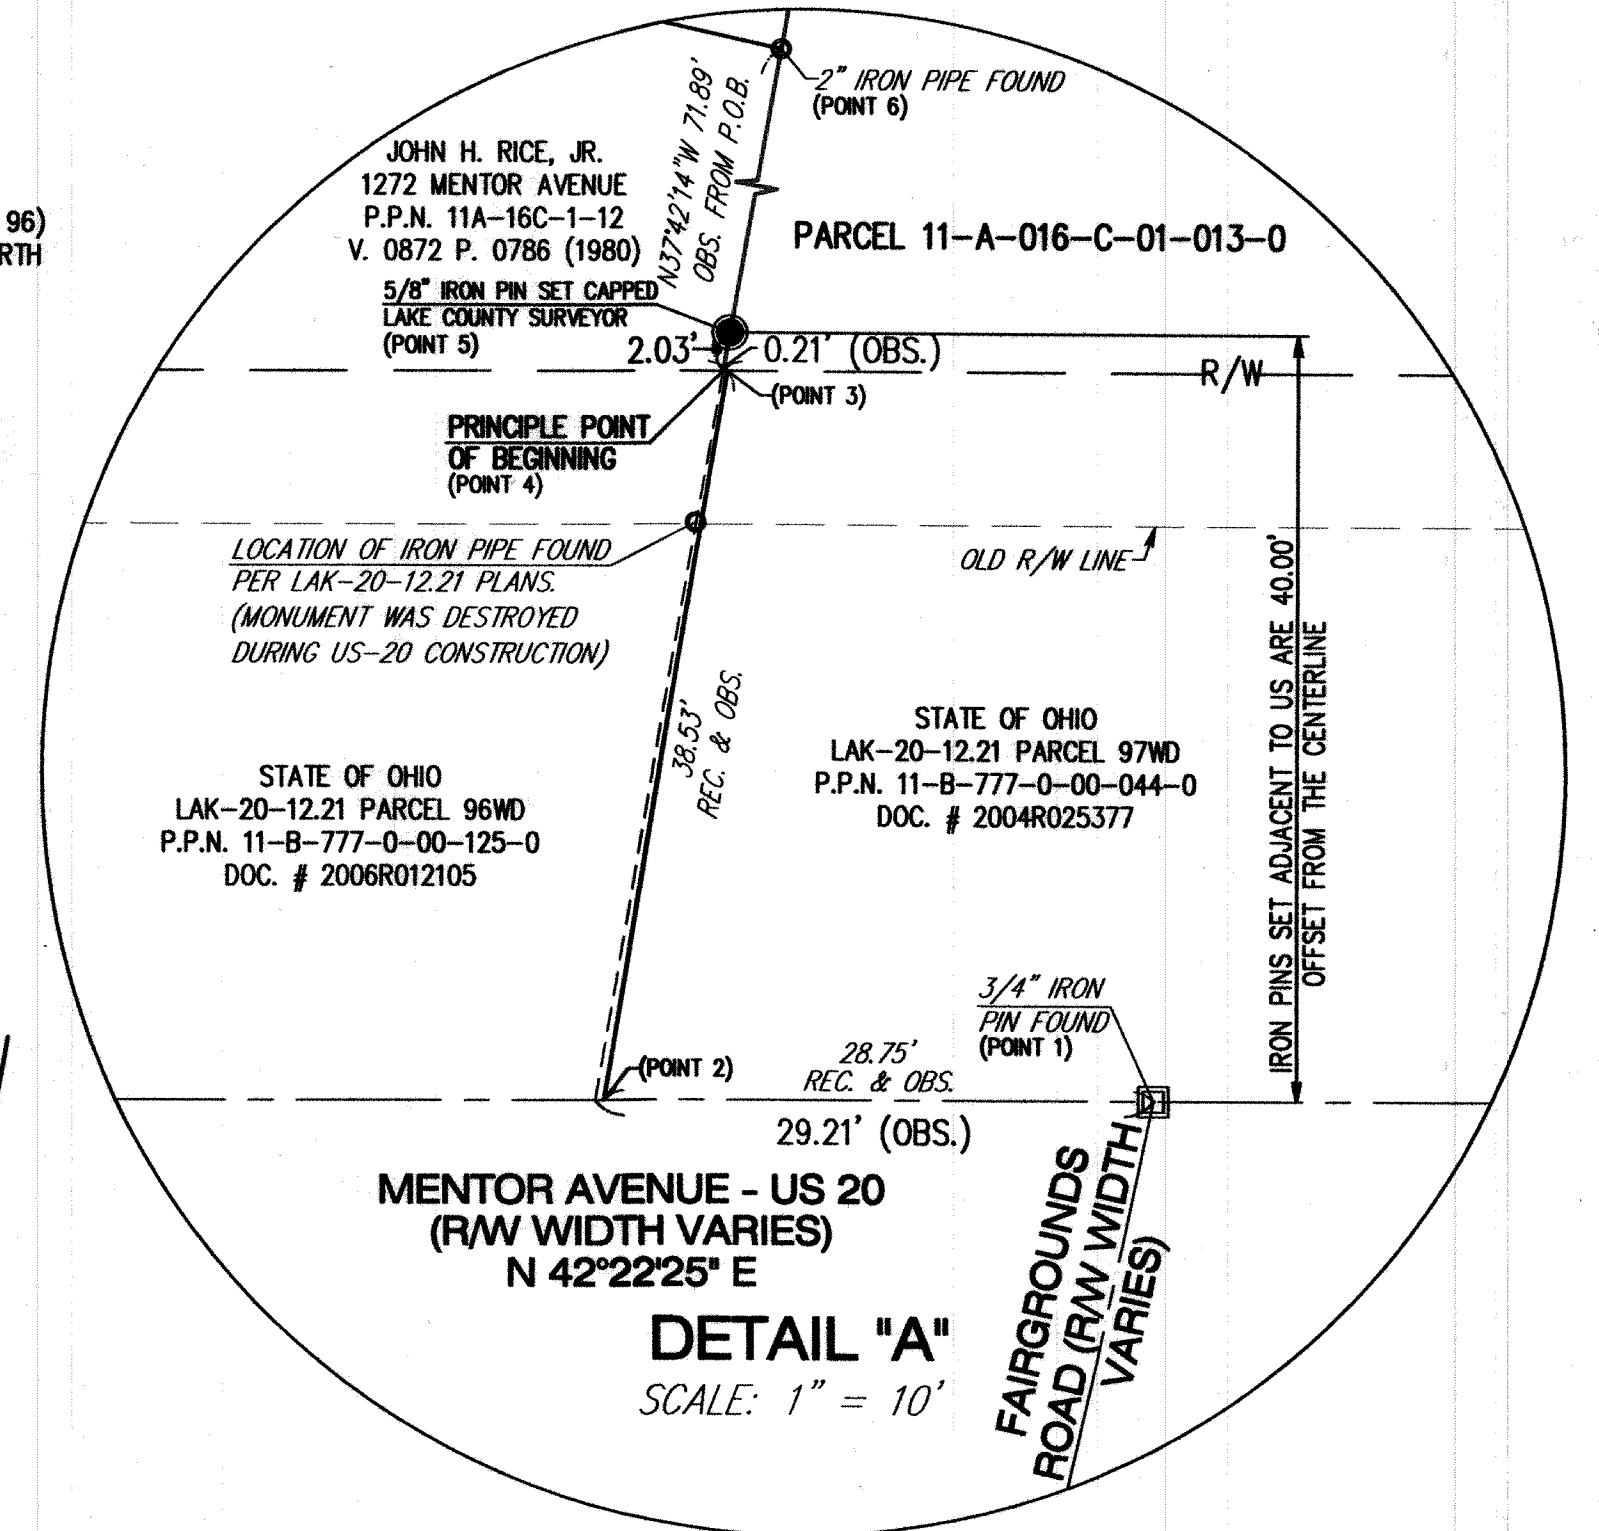 96)
RTH
2" IRON PIPE FOUND
(POINT 6)
N37°42'14"W 71.89'
OBS. FROM P.O.B.
JOHN H. RICE, JR.
1272 MENTOR AVENUE
P.P.N. 11A-16C-1-12
V. 0872 P. 0786 (1980)
PARCEL 11-A-016-C-01-013-0
5/8" IRON PIN SET CAPPED
LAKE COUNTY SURVEYOR
(POINT 5)
2.03'
0.21' (OBS.)
R/W
(POINT 3)
PRINCIPLE POINT
OF BEGINNING
(POINT 4)
LOCATION OF IRON PIPE FOUND
PER LAK-20-12.21 PLANS.
(MONUMENT WAS DESTROYED
DURING US-20 CONSTRUCTION)
OLD R/W LINE
IRON PINS SET ADJACENT TO US ARE 40.00'
OFFSET FROM THE CENTERLINE
38.53'
REC. & OBS.
STATE OF OHIO
LAK-20-12.21 PARCEL 97WD
P.P.N. 11-B-777-0-00-044-0
DOC. # 2004R025377
STATE OF OHIO
LAK-20-12.21 PARCEL 96WD
P.P.N. 11-B-777-0-00-125-0
DOC. # 2006R012105
3/4" IRON
PIN FOUND
(POINT 1)
(POINT 2)
28.75'
REC. & OBS.
29.21' (OBS.)
MENTOR AVENUE - US 20
(R/W WIDTH VARIES)
N 42°22'25" E
FAIRGROUNDS
ROAD (R/W WIDTH
VARIES)
DETAIL "A"
SCALE: 1" = 10'